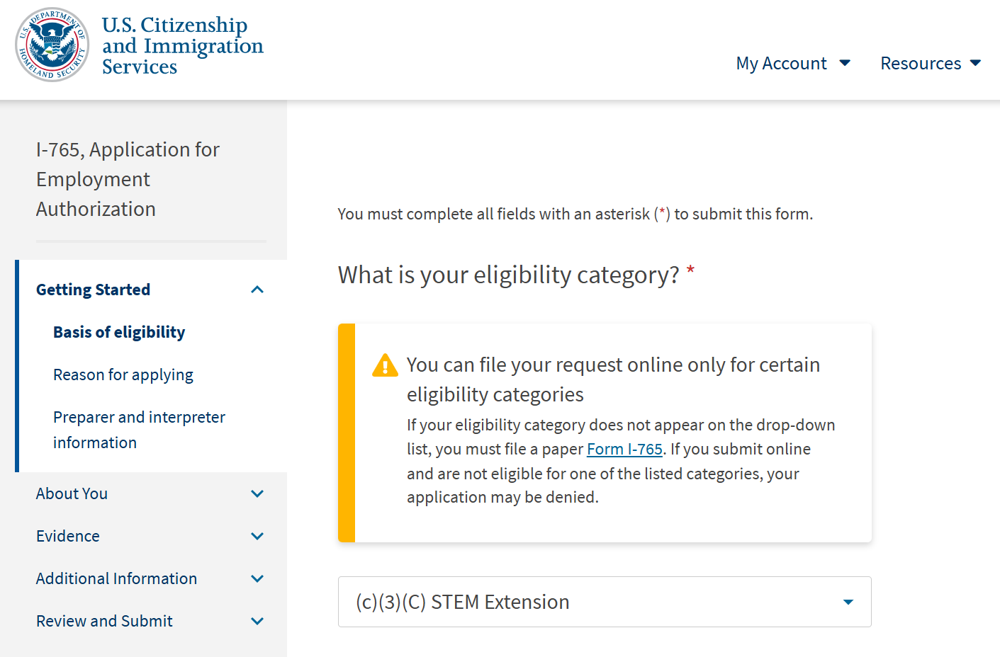 U.S. DEPARTMENT OF
HOMELAND SECURITY
U.S. Citizenship
and Immigration
Services
My Account
Resources
I-765, Application for
Employment
Authorization
Getting Started
Basis of eligibility
Reason for applying
Preparer and interpreter
information
About You
Evidence
Additional Information
Review and Submit
You must complete all fields with an asterisk (*) to submit this form.
What is your eligibility category? *
You can file your request online only for certain
eligibility categories
If your eligibility category does not appear on the drop-down
list, you must file a paper Form I-765. If you submit online
and are not eligible for one of the listed categories, your
application may be denied.
(c)(3)(C) STEM Extension